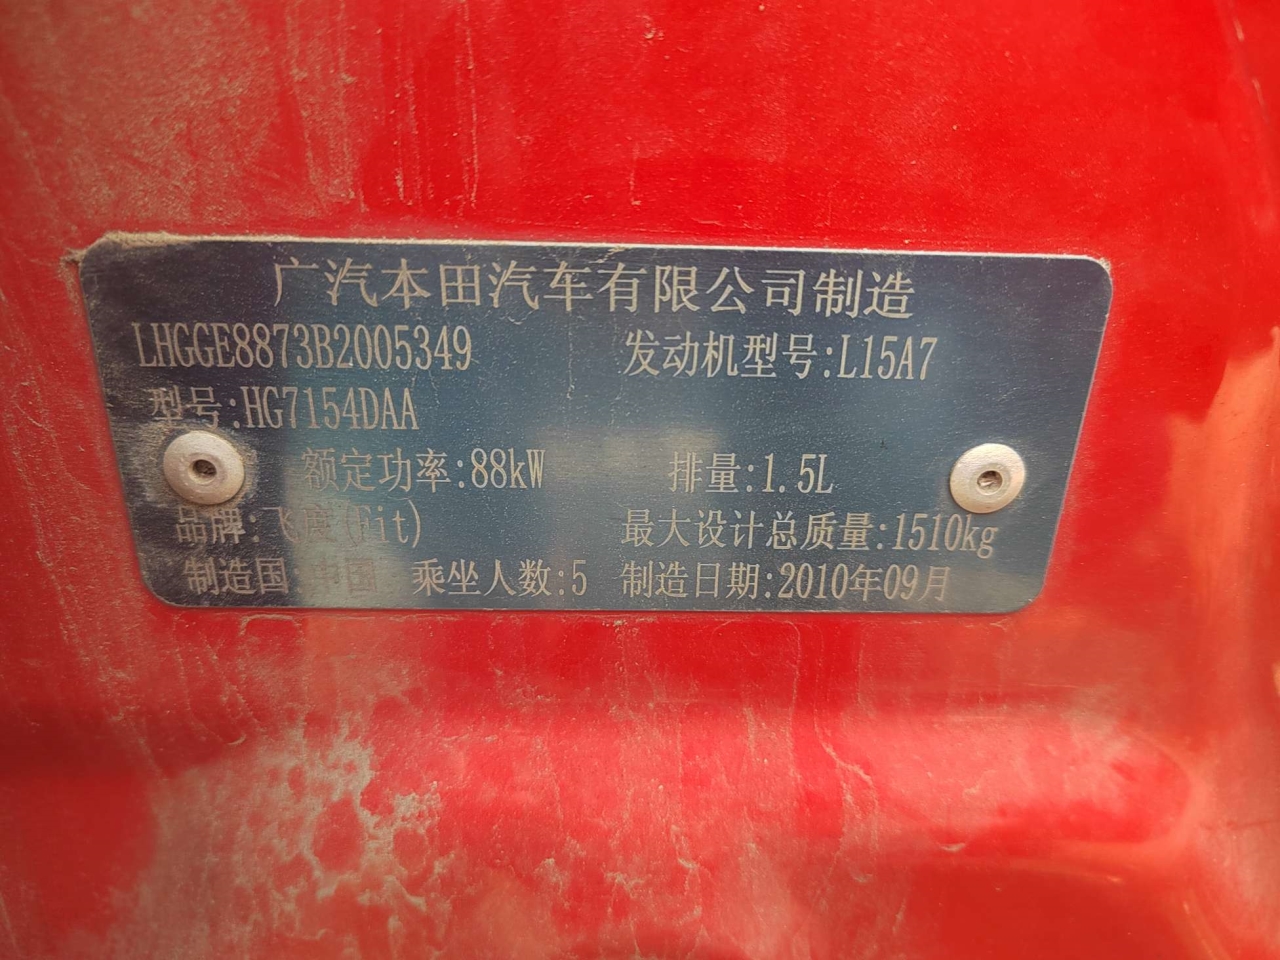 广汽本田汽车有限公司制造
LHGGE8873B2005349 发动机型号:L15A7
型号:HG7154DAA
额定功率:88kW 排量:1.5L
品牌:飞度(Fit) 最大设计总质量:1510kg
制造国:中国 乘坐人数:5 制造日期:2010年09月